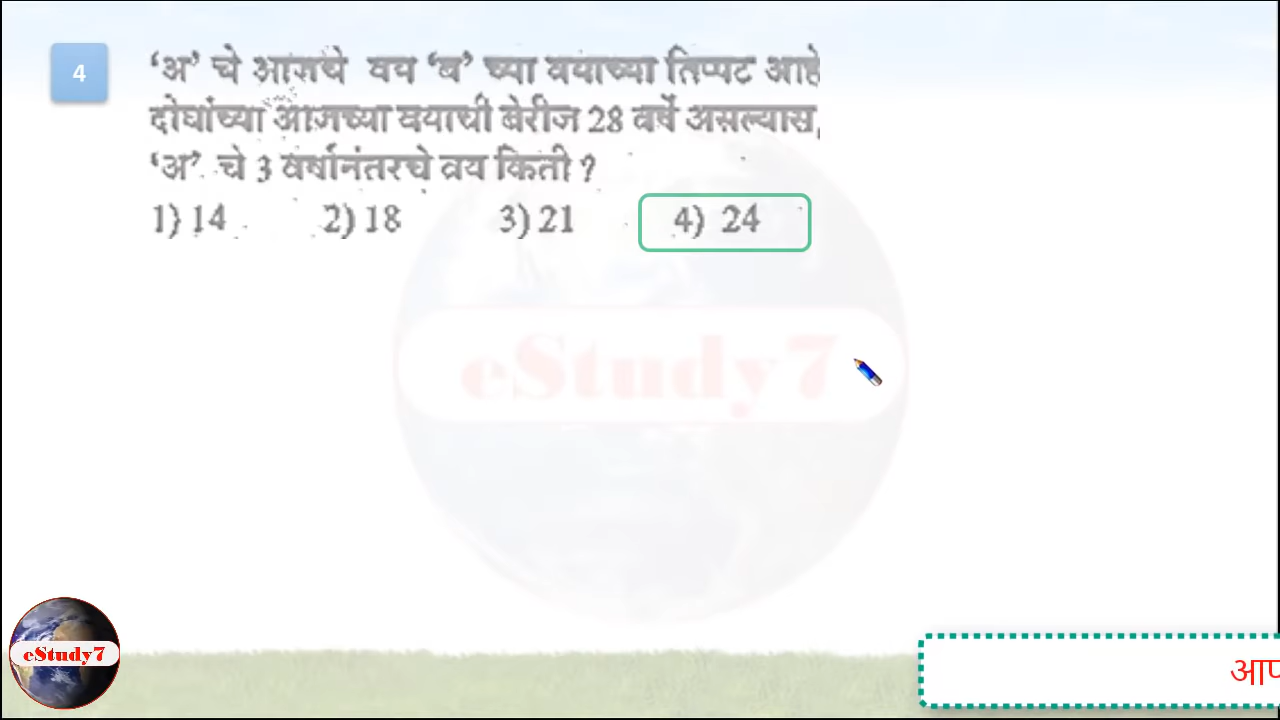 4
‘अ’ चे आजचे वय ‘ब’ च्या वयाच्या तिप्पट आहे
दोघांच्या आजच्या वयाची बेरीज 28 वर्षे असल्यास,
‘अ’ चे 3 वर्षानंतरचे वय किती ?
1) 14 2) 18 3) 21 4) 24
eStudy7
eStudy7